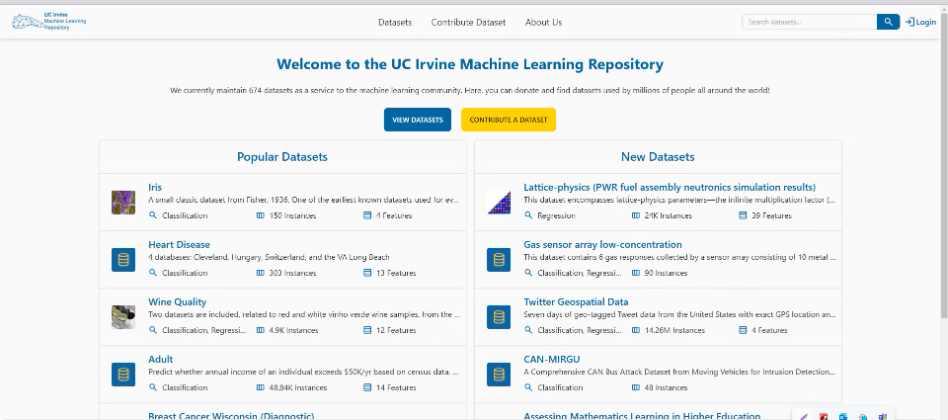 UC Irvine
Machine Learning
Repository
Datasets
Contribute Dataset
About Us
Search datasets...
Login
Welcome to the UC Irvine Machine Learning Repository
We currently maintain 674 datasets as a service to the machine learning community. Here, you can donate and find datasets used by millions of people all around the world!
VIEW DATASETS
CONTRIBUTE A DATASET
Popular Datasets
Iris
A small classic dataset from Fisher, 1936. One of the earliest known datasets used for ev...
Classification 150 Instances 4 Features
Heart Disease
4 databases: Cleveland, Hungary, Switzerland, and the VA Long Beach
Classification 303 Instances 13 Features
Wine Quality
Two datasets are included, related to red and white vinho verde wine samples, from the ...
Classification, Regressi... 4.9K Instances 12 Features
Adult
Predict whether annual income of an individual exceeds $50K/yr based on census data. ...
Classification 48.84K Instances 14 Features
Breast Cancer Wisconsin (Diagnostic)
New Datasets
Lattice-physics (PWR fuel assembly neutronics simulation results)
This dataset encompasses lattice-physics parameters—the infinite multiplication factor (...
Regression 24K Instances 39 Features
Gas sensor array low-concentration
This dataset contains 6 gas responses collected by a sensor array consisting of 10 metal ...
Classification, Regressi... 90 Instances
Twitter Geospatial Data
Seven days of geo-tagged Tweet data from the United States with exact GPS location an...
Classification, Regressi... 14.26M Instances 4 Features
CAN-MIRGU
A Comprehensive CAN Bus Attack Dataset from Moving Vehicles for Intrusion Detection...
Classification 48 Instances
Assessing Mathematics Learning in Higher Education